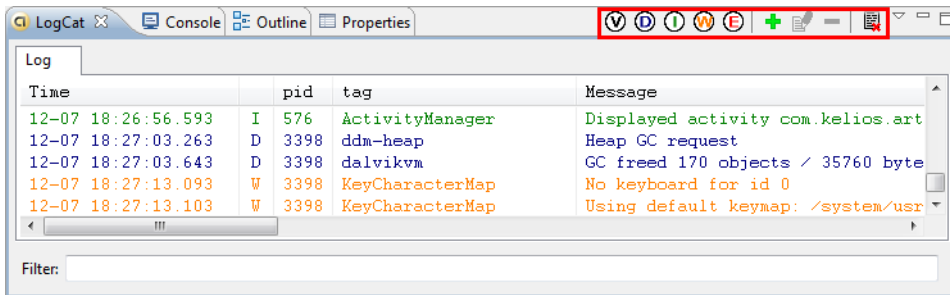 LogCat Console Outline Properties V D I W E
Log
Time pid tag Message
12-07 18:26:56.593 I 576 ActivityManager Displayed activity com.kelios.art
12-07 18:27:03.263 D 3398 ddm-heap Heap GC request
12-07 18:27:03.643 D 3398 dalvikvm GC freed 170 objects / 35760 byte
12-07 18:27:13.093 W 3398 KeyCharacterMap No keyboard for id 0
12-07 18:27:13.103 W 3398 KeyCharacterMap Using default keymap: /system/usr
Filter: